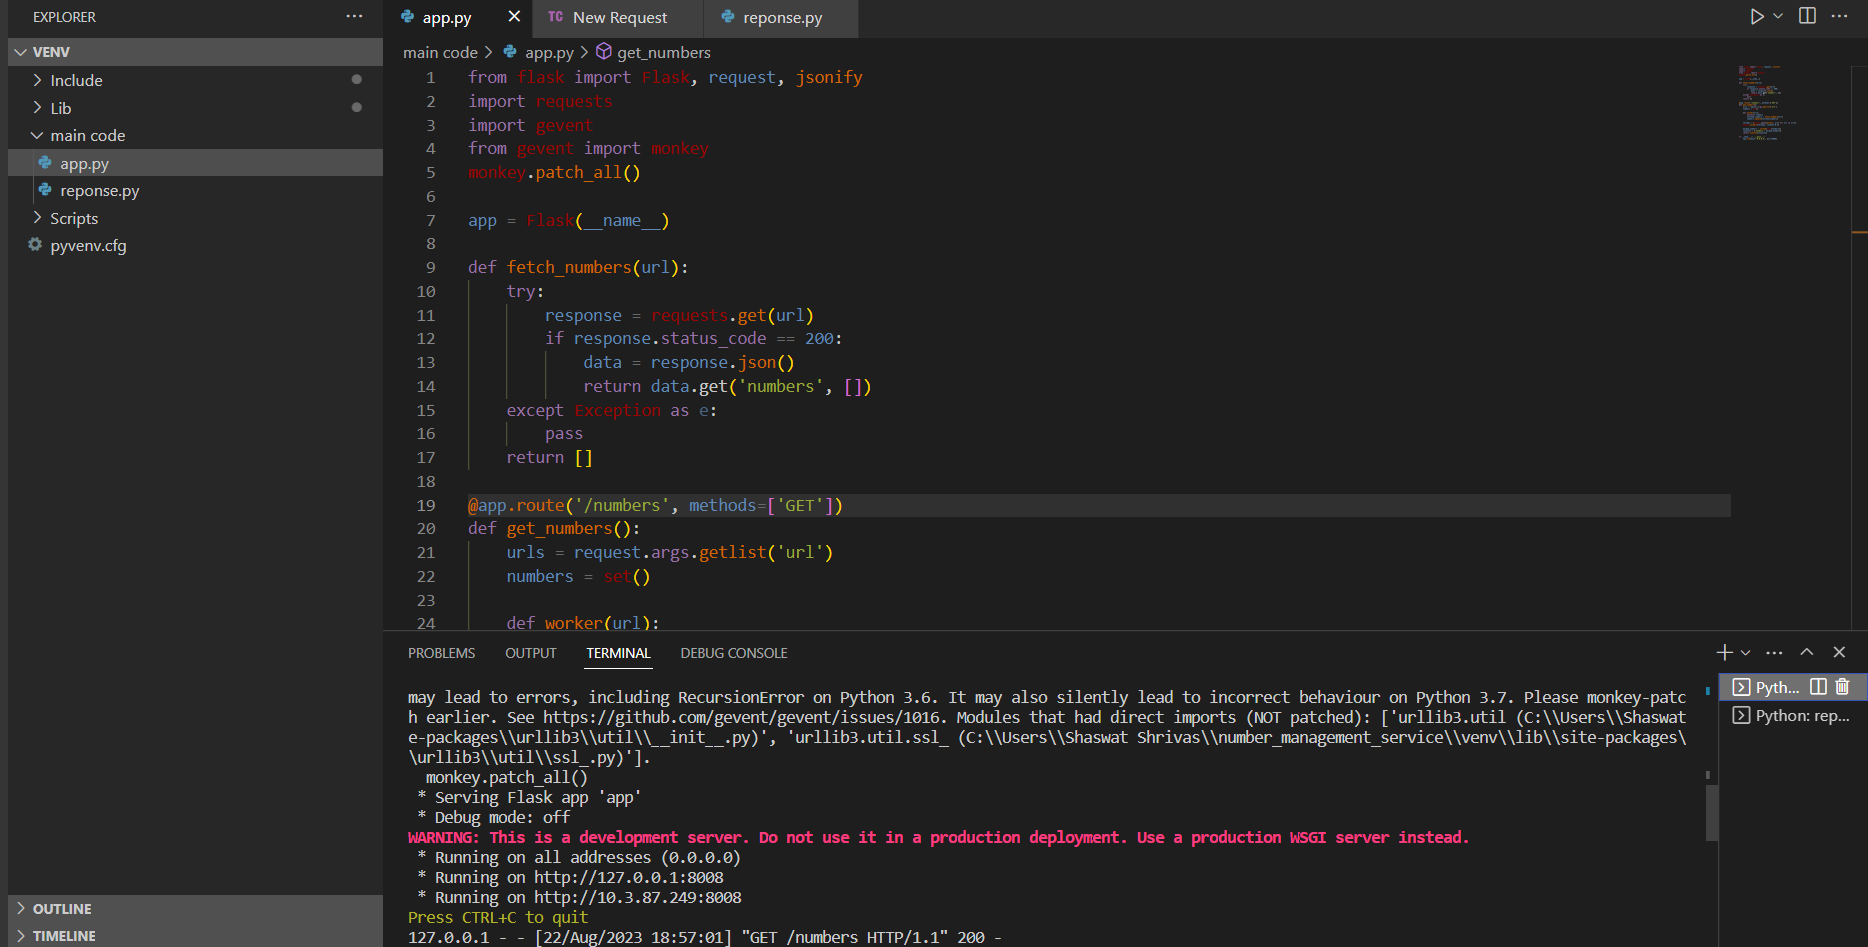 EXPLORER
VENV
Include
Lib
main code
app.py
reponse.py
Scripts
pyvenv.cfg
OUTLINE
TIMELINE
app.py
TC New Request
reponse.py
main code > app.py > get_numbers
1 from flask import Flask, request, jsonify
2 import requests
3 import gevent
4 from gevent import monkey
5 monkey.patch_all()
6
7 app = Flask(__name__)
8
9 def fetch_numbers(url):
10 try:
11 response = requests.get(url)
12 if response.status_code == 200:
13 data = response.json()
14 return data.get('numbers', [])
15 except Exception as e:
16 pass
17 return []
18
19 @app.route('/numbers', methods=['GET'])
20 def get_numbers():
21 urls = request.args.getlist('url')
22 numbers = set()
23
24 def worker(url):
PROBLEMS OUTPUT TERMINAL DEBUG CONSOLE
may lead to errors, including RecursionError on Python 3.6. It may also silently lead to incorrect behaviour on Python 3.7. Please monkey-patc
h earlier. See https://github.com/gevent/gevent/issues/1016. Modules that had direct imports (NOT patched): ['urllib3.util (C:\\Users\\Shaswat
e-packages\\urllib3\\util\\__init__.py)', 'urllib3.util.ssl_ (C:\\Users\\Shaswat Shrivas\\number_management_service\\venv\\lib\\site-packages\
\urllib3\\util\\ssl_.py)'].
monkey.patch_all()
* Serving Flask app 'app'
* Debug mode: off
WARNING: This is a development server. Do not use it in a production deployment. Use a production WSGI server instead.
* Running on all addresses (0.0.0.0)
* Running on http://127.0.0.1:8008
* Running on http://10.3.87.249:8008
Press CTRL+C to quit
127.0.0.1 - - [22/Aug/2023 18:57:01] "GET /numbers HTTP/1.1" 200 -
Pyth...
Python: rep...